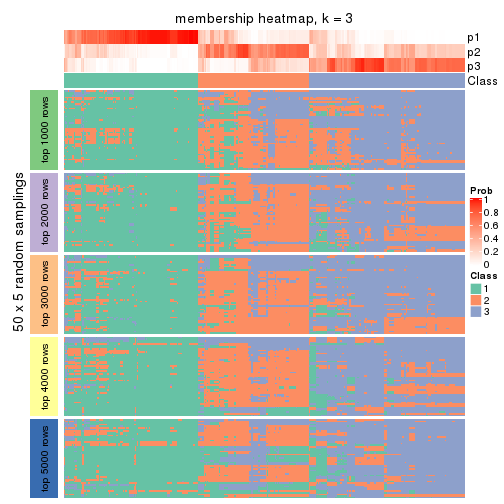 membership heatmap, k = 3
p1
p2
p3
Class
50 x 5 random samplings
top 1000 rows
top 2000 rows
top 3000 rows
top 4000 rows
top 5000 rows
Prob
1
0.8
0.6
0.4
0.2
0
Class
1
2
3